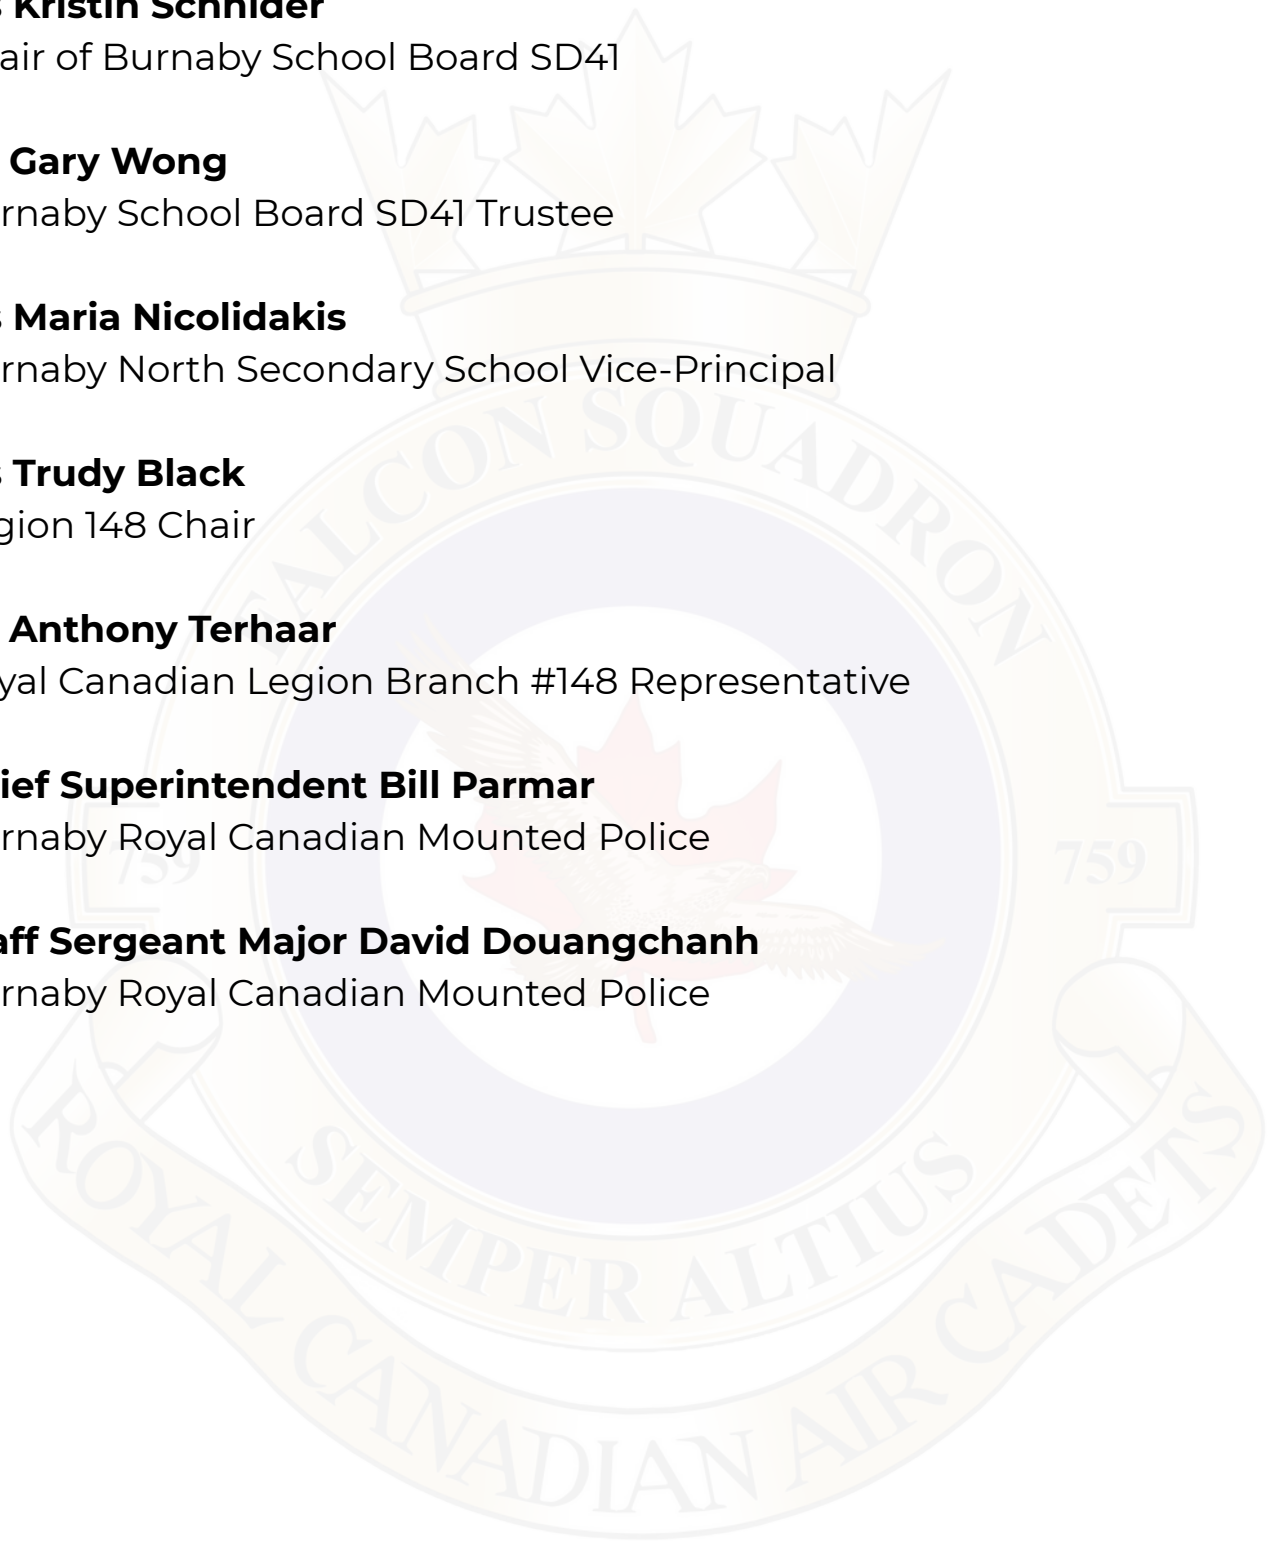 s Kristin Schnider
air of Burnaby School Board SD41
Gary Wong
rnaby School Board SD41 Trustee
s Maria Nicolidakis
rnaby North Secondary School Vice-Principal
s Trudy Black
gion 148 Chair
Anthony Terhaar
yal Canadian Legion Branch #148 Representative
ief Superintendent Bill Parmar
rnaby Royal Canadian Mounted Police
aff Sergeant Major David Douangchanh
rnaby Royal Canadian Mounted Police
FALCON SQUADRON
759
759
SEMPER ALTIUS
ROYAL CANADIAN AIR CADETS